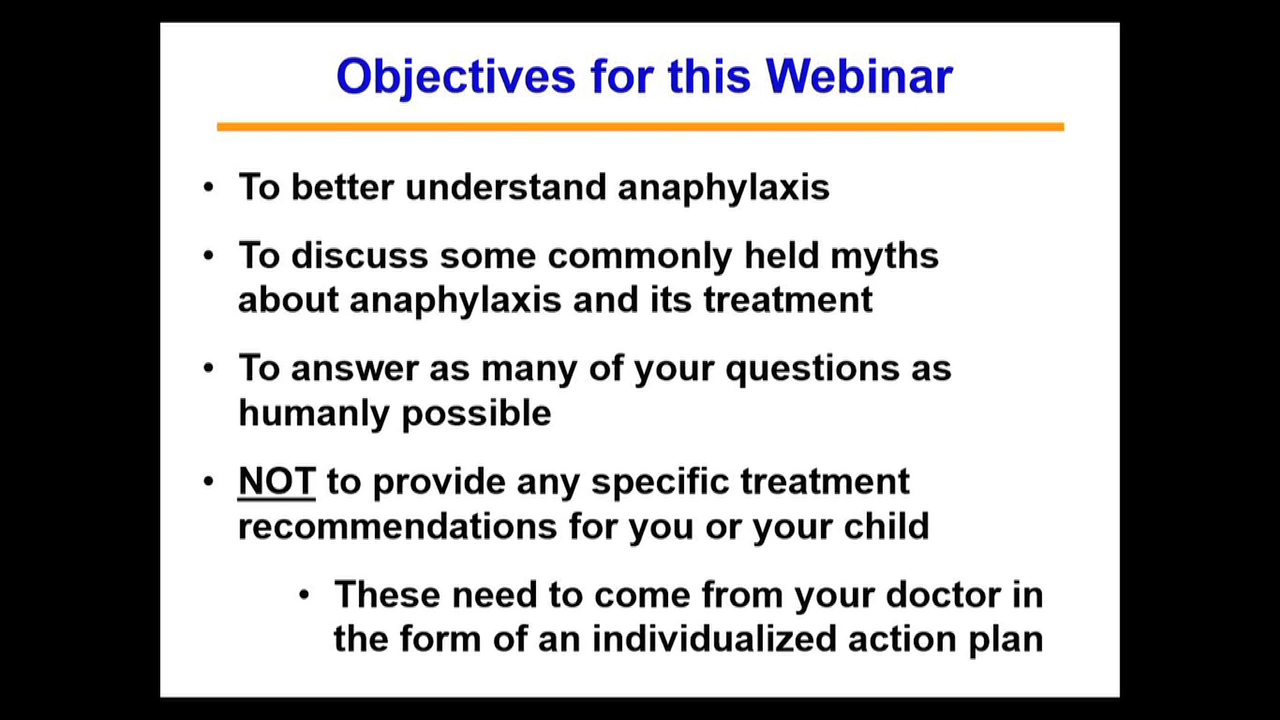 Objectives for this Webinar
• To better understand anaphylaxis
• To discuss some commonly held myths
about anaphylaxis and its treatment
• To answer as many of your questions as
humanly possible
• NOT to provide any specific treatment
recommendations for you or your child
• These need to come from your doctor in
the form of an individualized action plan